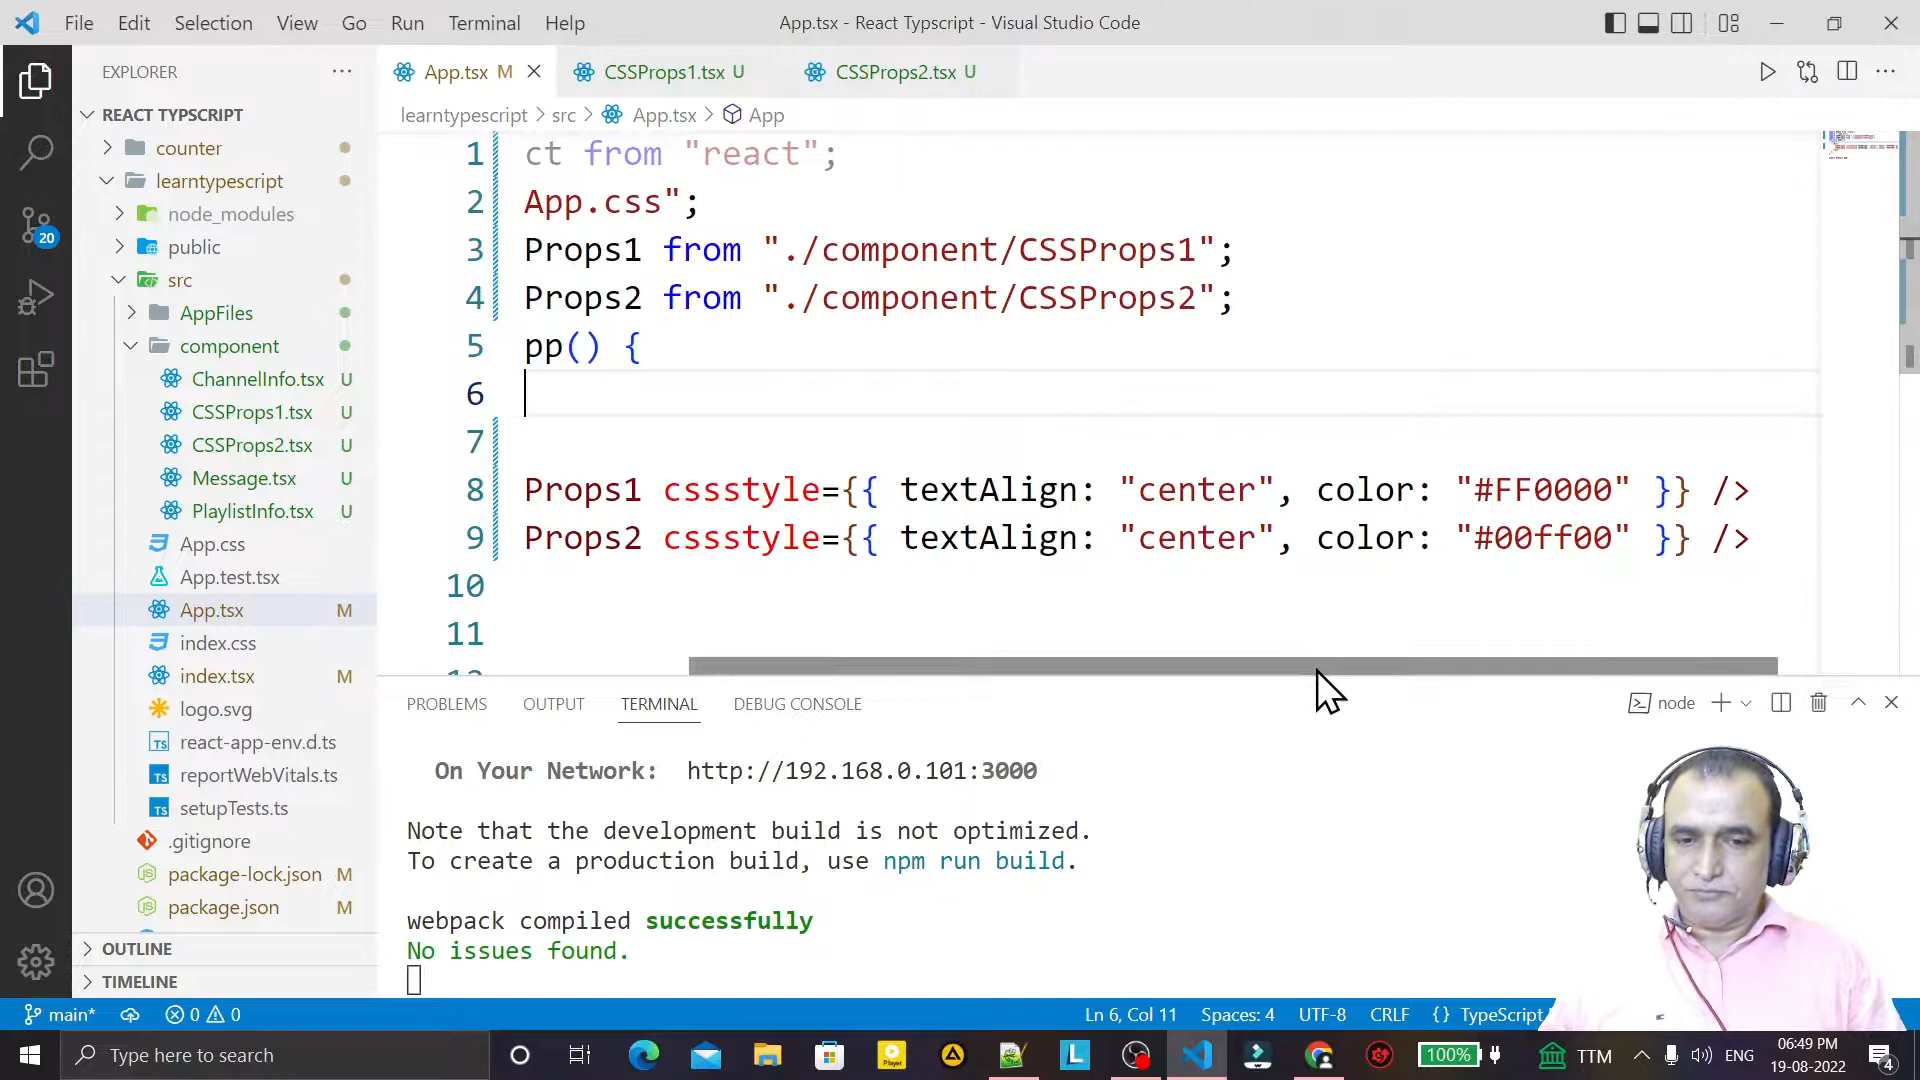 File Edit Selection View Go Run Terminal Help App.tsx - React Typscript - Visual Studio Code
EXPLORER
App.tsx M
CSSProps1.tsx U
CSSProps2.tsx U
learntypescript > src > App.tsx > App
REACT TYPSCRIPT
counter
learntypescript
node_modules
public
src
AppFiles
component
ChannelInfo.tsx U
CSSProps1.tsx U
CSSProps2.tsx U
Message.tsx U
PlaylistInfo.tsx U
App.css
App.test.tsx
App.tsx M
index.css
index.tsx M
logo.svg
react-app-env.d.ts
reportWebVitals.ts
setupTests.ts
.gitignore
package-lock.json M
package.json M
OUTLINE
TIMELINE
20
1 ct from "react";
2 App.css";
3 Props1 from "./component/CSSProps1";
4 Props2 from "./component/CSSProps2";
5 pp() {
6
7
8 Props1 cssstyle={{ textAlign: "center", color: "#FF0000" }} />
9 Props2 cssstyle={{ textAlign: "center", color: "#00ff00" }} />
10
11
PROBLEMS OUTPUT TERMINAL DEBUG CONSOLE node
On Your Network: http://192.168.0.101:3000
Note that the development build is not optimized.
To create a production build, use npm run build.
webpack compiled successfully
No issues found.
main* 0 0 Ln 6, Col 11 Spaces: 4 UTF-8 CRLF {} TypeScript
Type here to search
100% TTM ENG
06:49 PM
19-08-2022
4